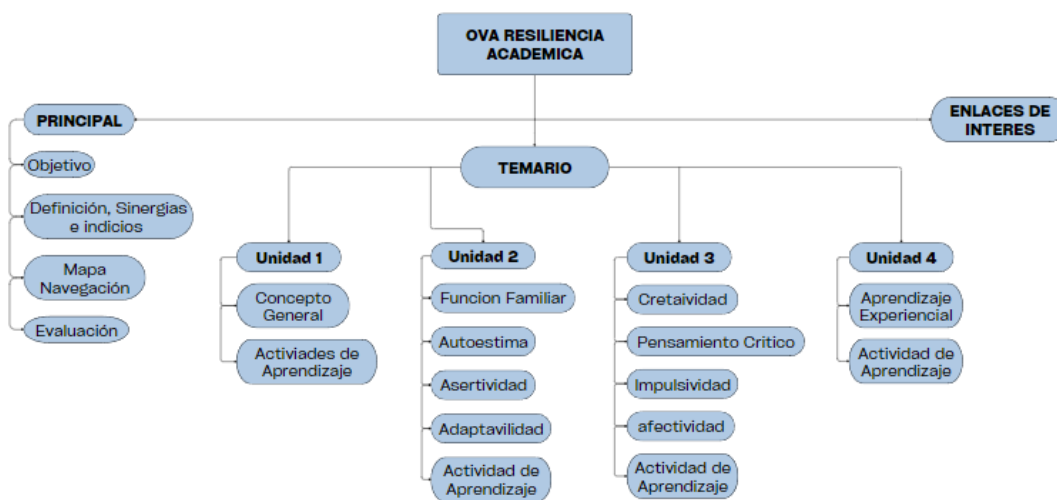 OVA RESILIENCIA
ACADEMICA
PRINCIPAL
ENLACES DE
INTERES
Objetivo
Definición, Sinergias
e indicios
Mapa
Navegación
Evaluación
TEMARIO
Unidad 1
Concepto
General
Activiades de
Aprendizaje
Unidad 2
Funcion Familiar
Autoestima
Asertividad
Adaptavilidad
Actividad de
Aprendizaje
Unidad 3
Cretaividad
Pensamiento Critico
Impulsividad
afectividad
Actividad de
Aprendizaje
Unidad 4
Aprendizaje
Experiencial
Actividad de
Aprendizaje